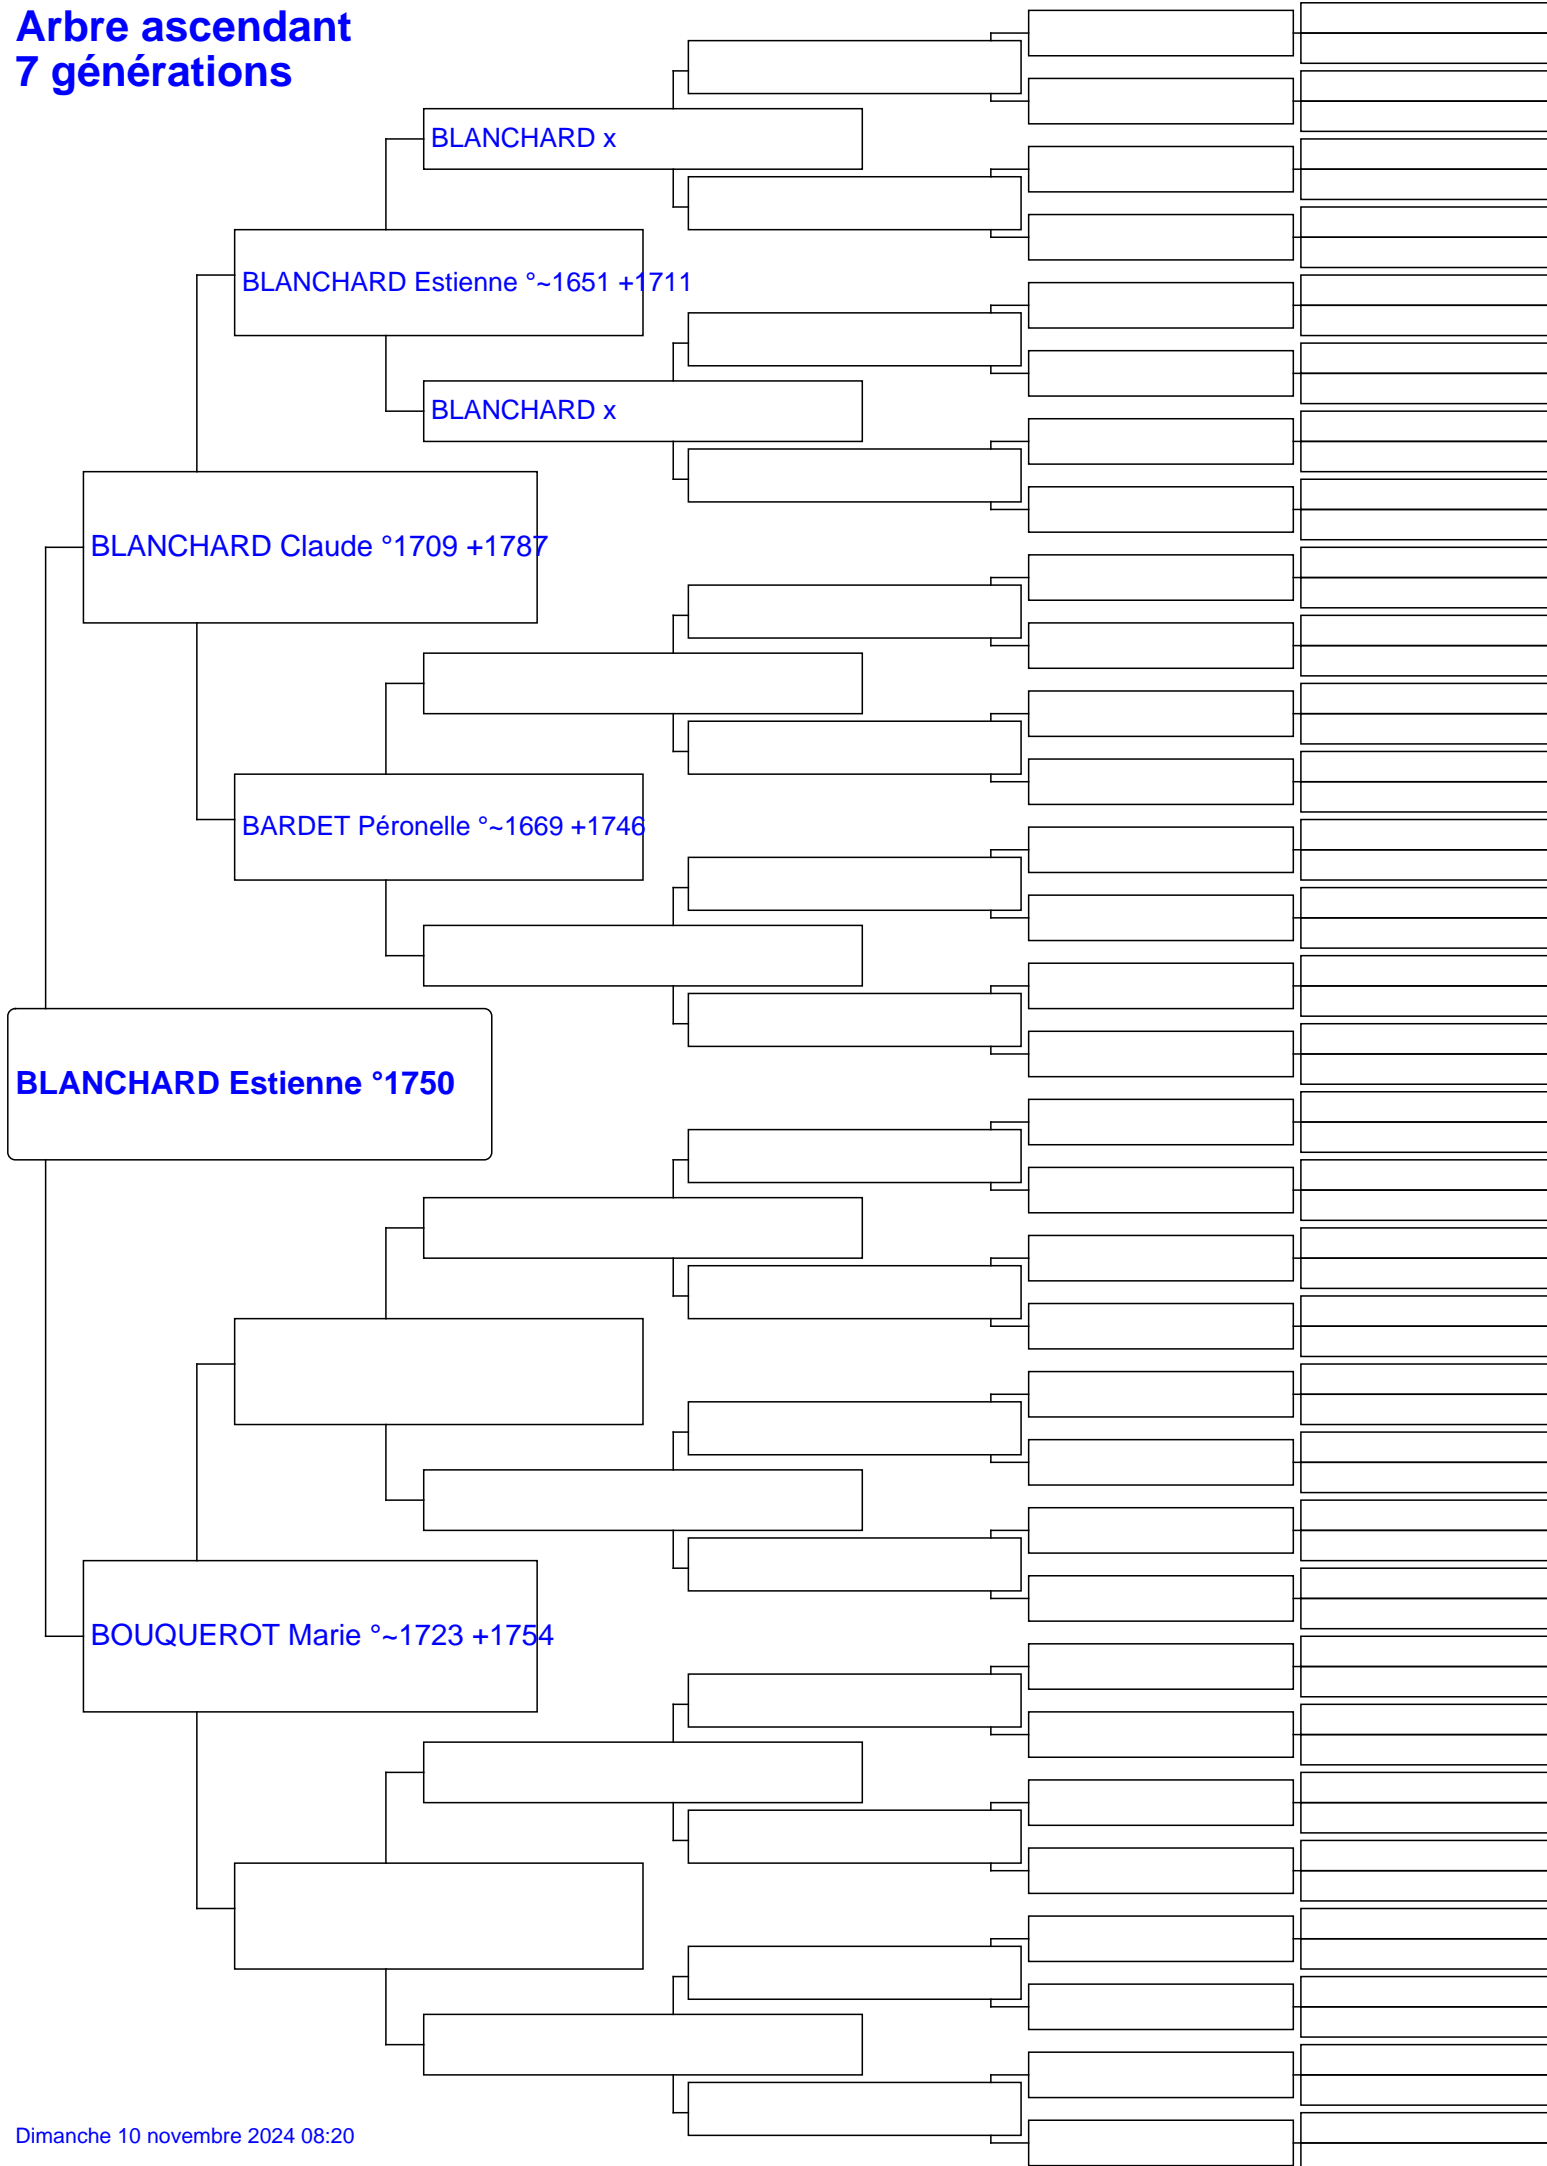 Arbre ascendant
7 générations
BLANCHARD x
BLANCHARD Estienne °~1651 +1711
BLANCHARD x
BLANCHARD Claude °1709 +1787
BARDET Péronelle °~1669 +1746
BLANCHARD Estienne °1750
BOUQUEROT Marie °~1723 +1754
Dimanche 10 novembre 2024 08:20